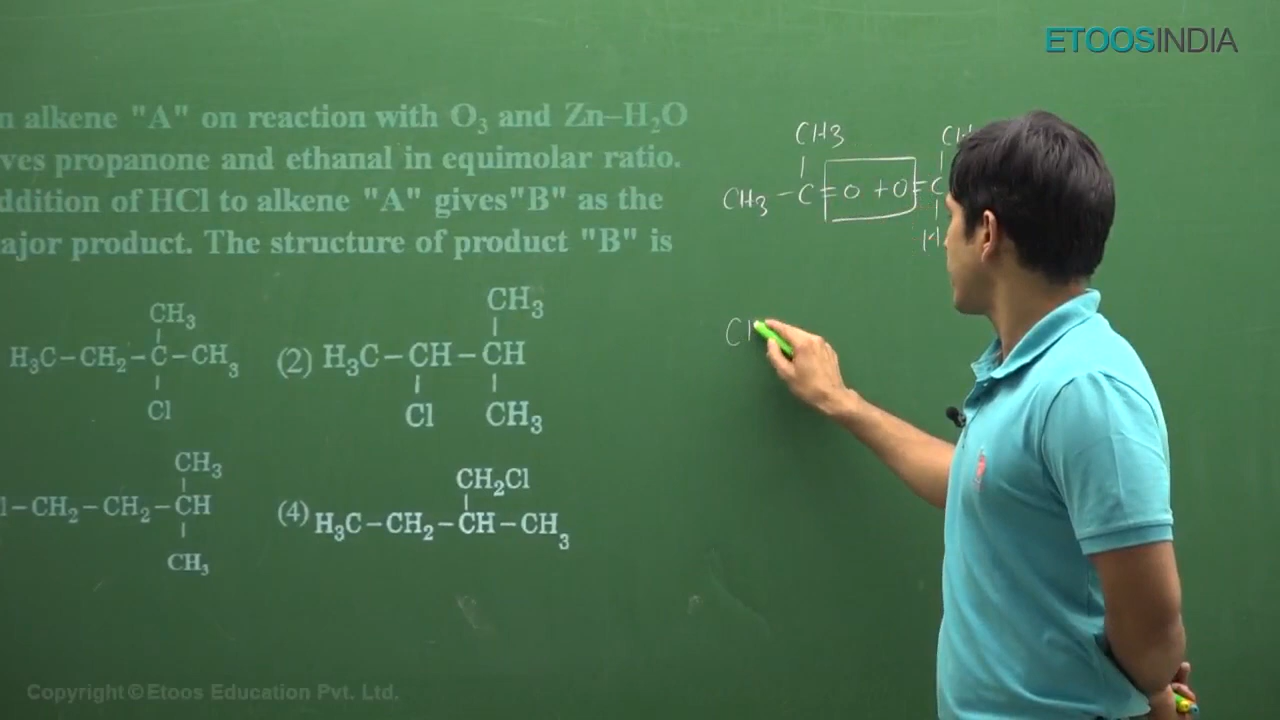 ETOOSINDIA
n alkene "A" on reaction with O₃ and Zn–H₂O
ves propanone and ethanal in equimolar ratio.
ddition of HCl to alkene "A" gives"B" as the
ajor product. The structure of product "B" is
CH₃
H₃C–CH₂–C–CH₃
Cl
(2) H₃C–CH–CH
CH₃
Cl
CH₃
l–CH₂–CH₂–CH
CH₃
CH₃
(4) H₃C–CH₂–CH–CH₃
CH₂Cl
CH3
CH3–C=O +O=C
H
Copyright © Etoos Education Pvt. Ltd.